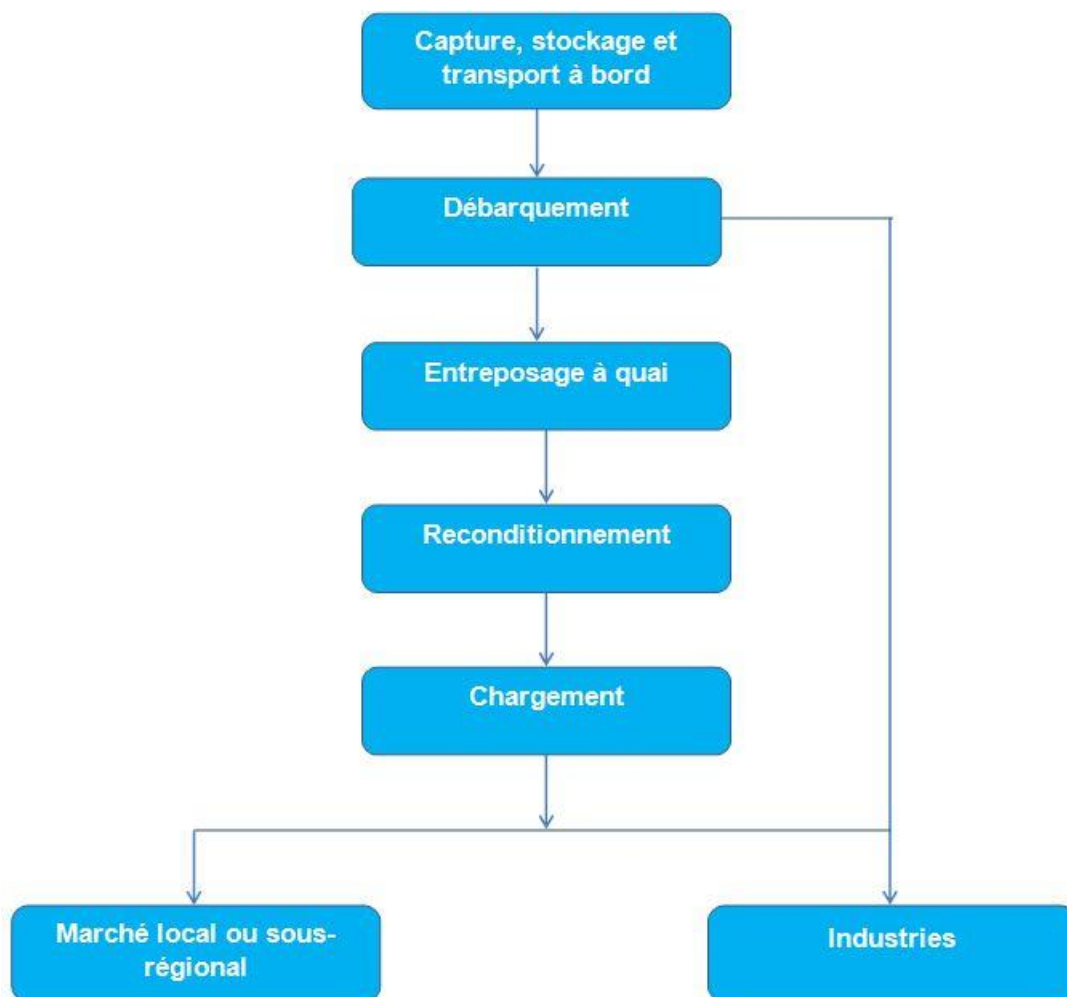 Capture, stockage et
transport à bord
Débarquement
Entreposage à quai
Reconditionnement
Chargement
Marché local ou sous-
régional
Industries